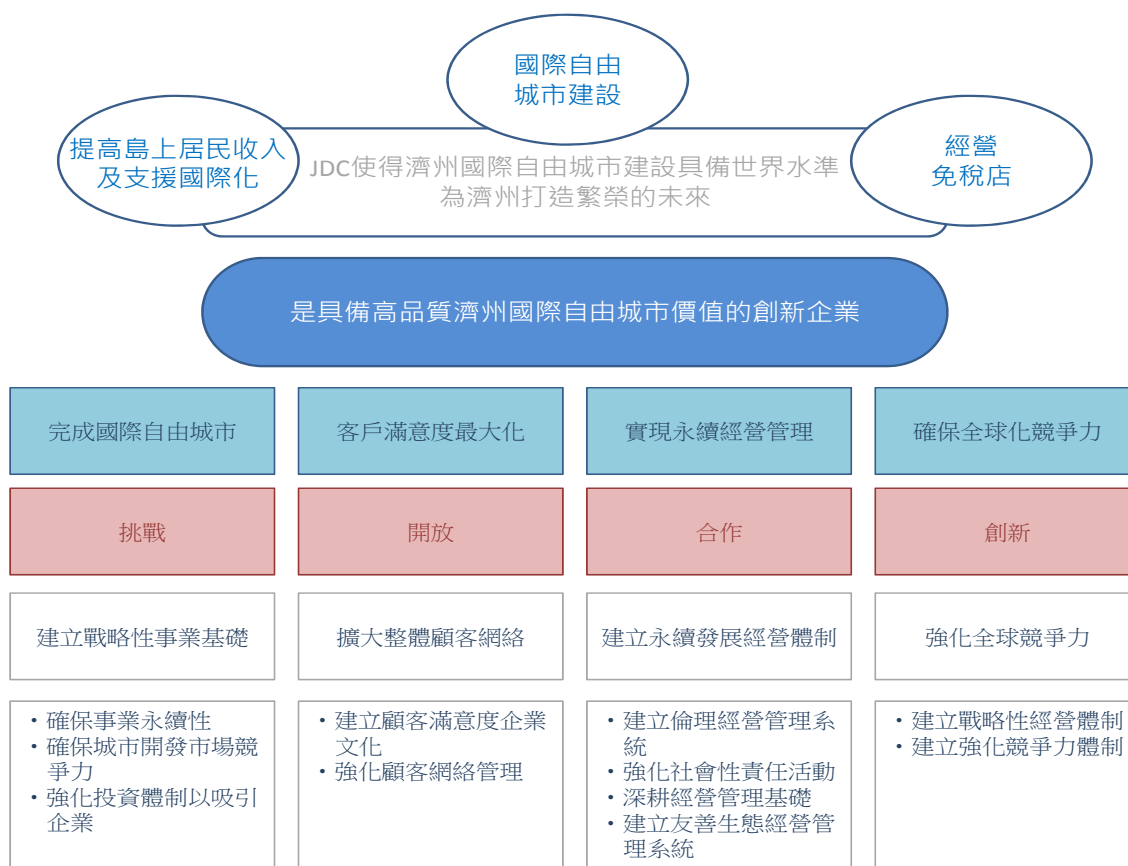 國際自由
城市建設
提高島上居民收入
及支援國際化
經營
免稅店
JDC使得濟州國際自由城市建設具備世界水準
為濟州打造繁榮的未來
是具備高品質濟州國際自由城市價值的創新企業
完成國際自由城市
客戶滿意度最大化
實現永續經營管理
確保全球化競爭力
挑戰
開放
合作
創新
建立戰略性事業基礎
擴大整體顧客網絡
建立永續發展經營體制
強化全球競爭力
・確保事業永續性
・確保城市開發市場競
爭力
・強化投資體制以吸引
企業
・建立顧客滿意度企業
文化
・強化顧客網絡管理
・建立倫理經營管理系
統
・強化社會性責任活動
・深耕經營管理基礎
・建立友善生態經營管
理系統
・建立戰略性經營體制
・建立強化競爭力體制